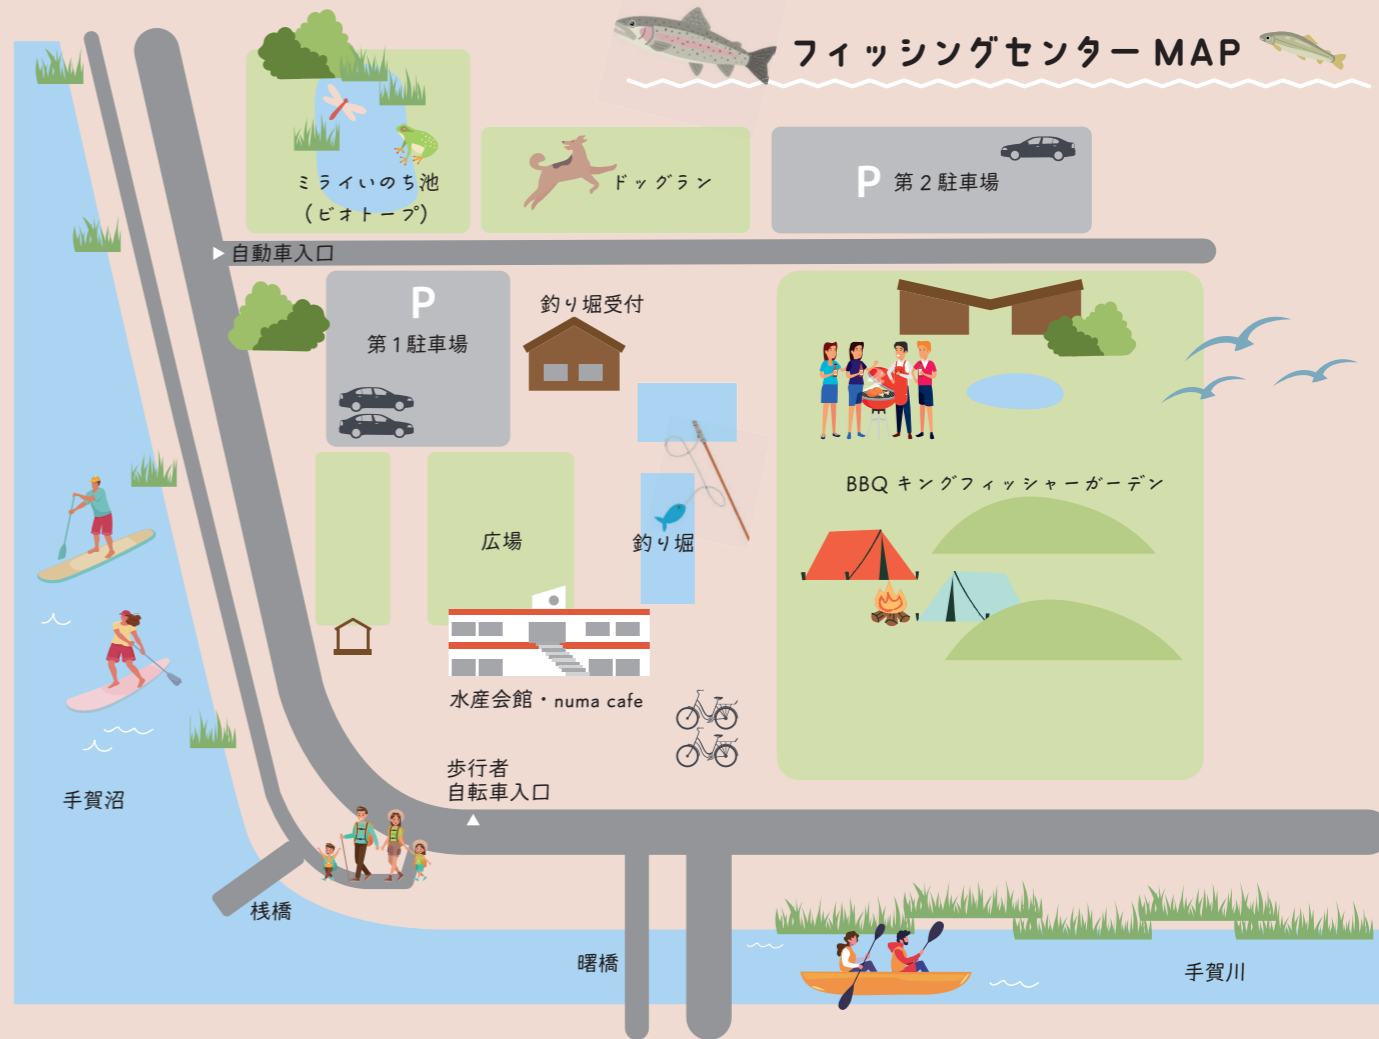 フィッシングセンター MAP
ミライいのち池
(ビオトープ)
ドッグラン
P 第2駐車場
自動車入口
P
第1駐車場
釣り堀受付
BBQ キングフィッシャーガーデン
広場
釣り堀
水産会館・numa cafe
歩行者
自転車入口
手賀沼
桟橋
曙橋
手賀川